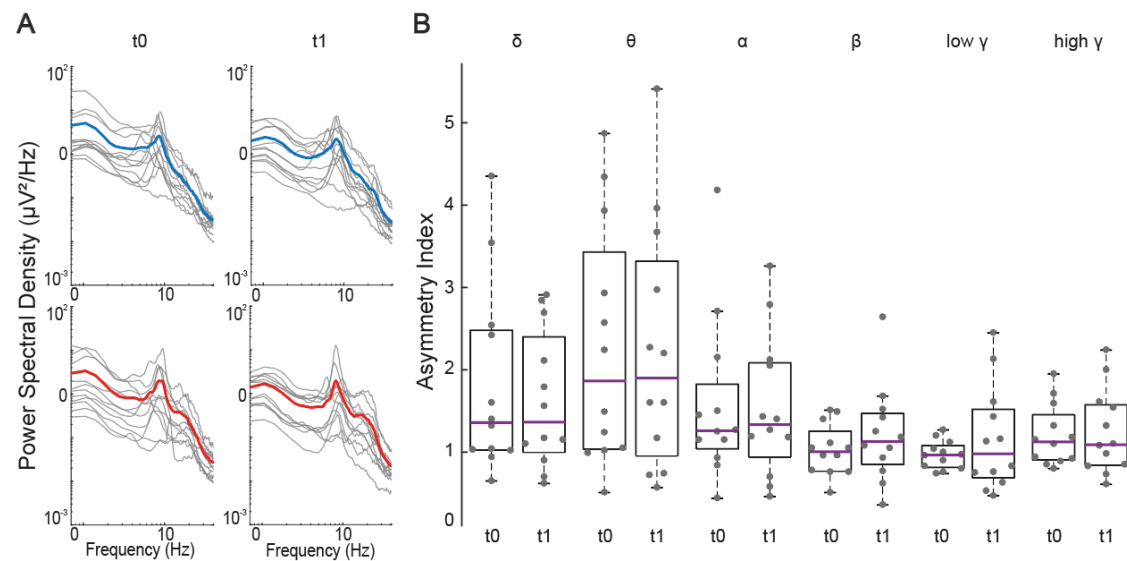 A
B
t0
t1
δ
θ
α
β
low γ
high γ
Power Spectral Density (µV²/Hz)
10²
0
10⁻³
10²
0
10⁻³
0
10
0
10
10²
0
10⁻³
10²
0
10⁻³
0
10
0
10
Frequency (Hz)
Frequency (Hz)
Asymmetry Index
5
4
3
2
1
0
t0
t1
t0
t1
t0
t1
t0
t1
t0
t1
t0
t1